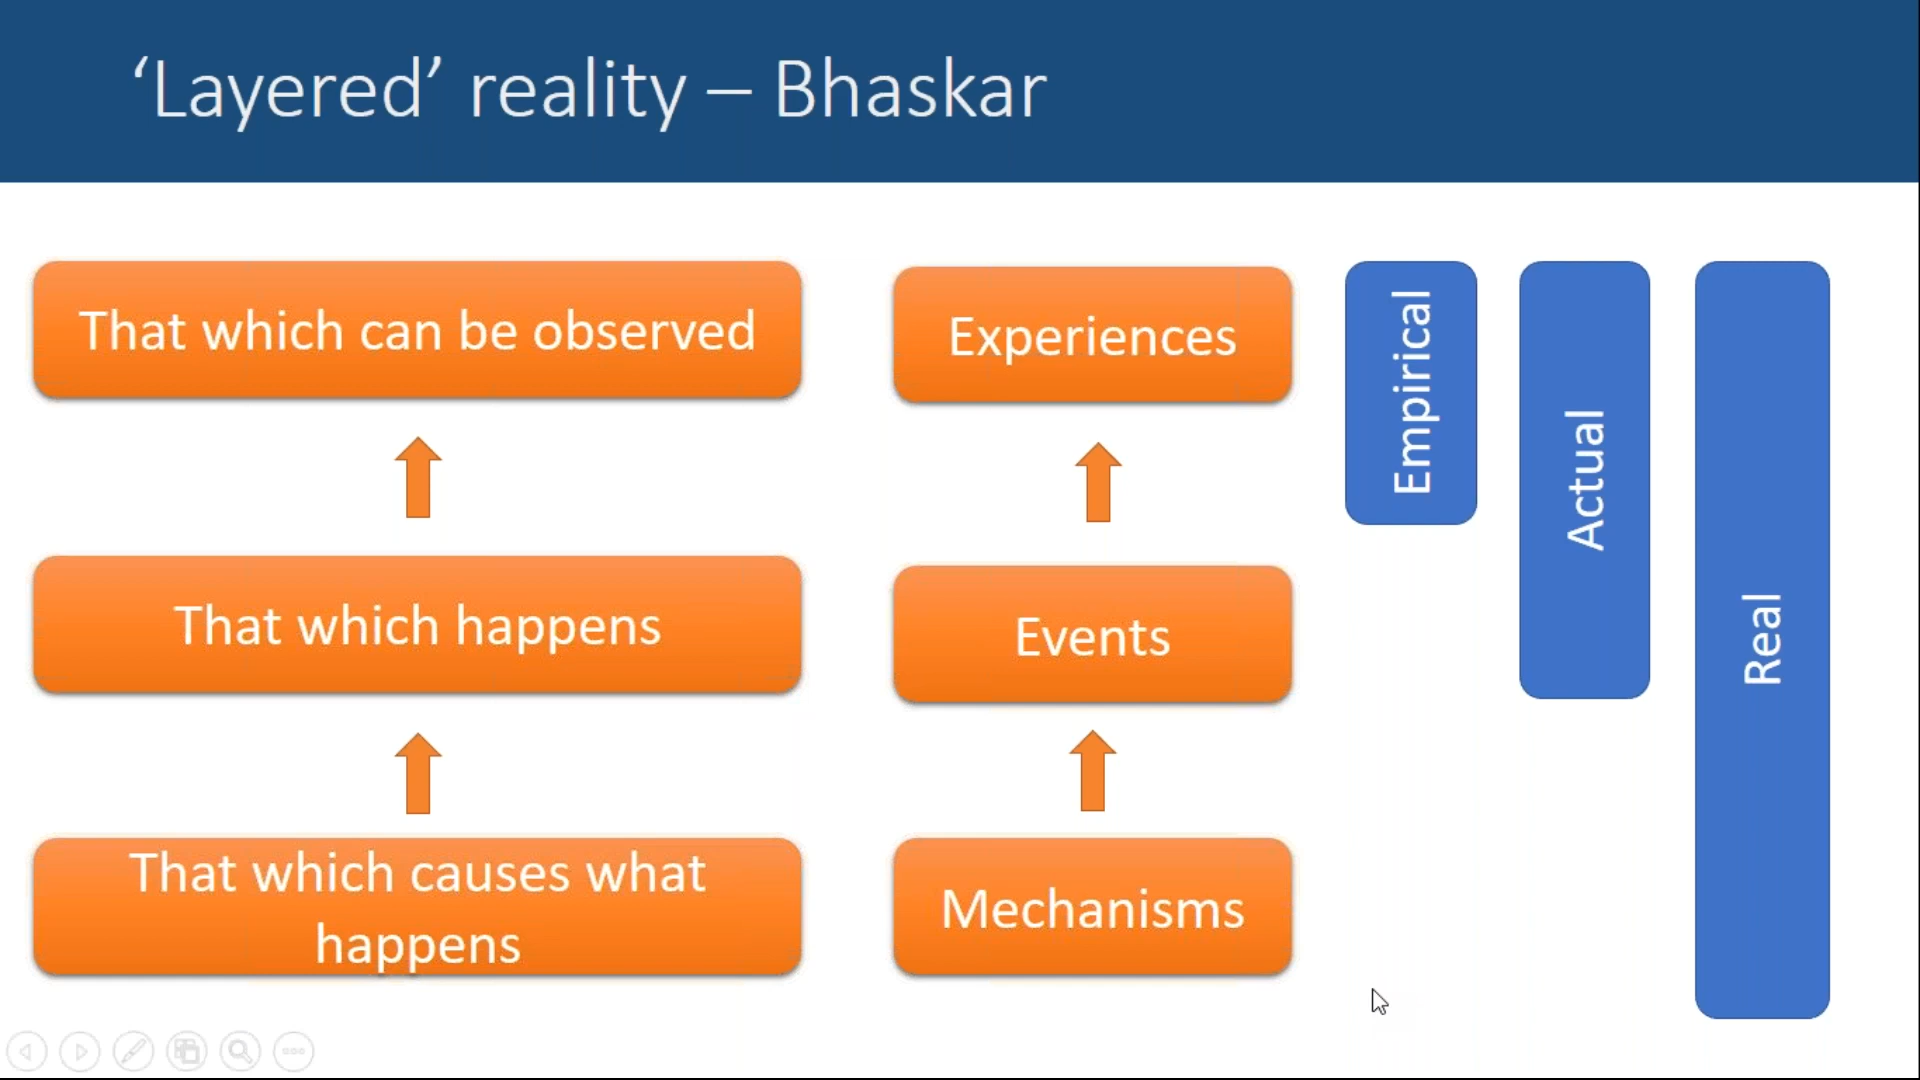 ‘Layered’ reality – Bhaskar
That which can be observed
Experiences
Empirical
Actual
Real
That which happens
Events
That which causes what
happens
Mechanisms